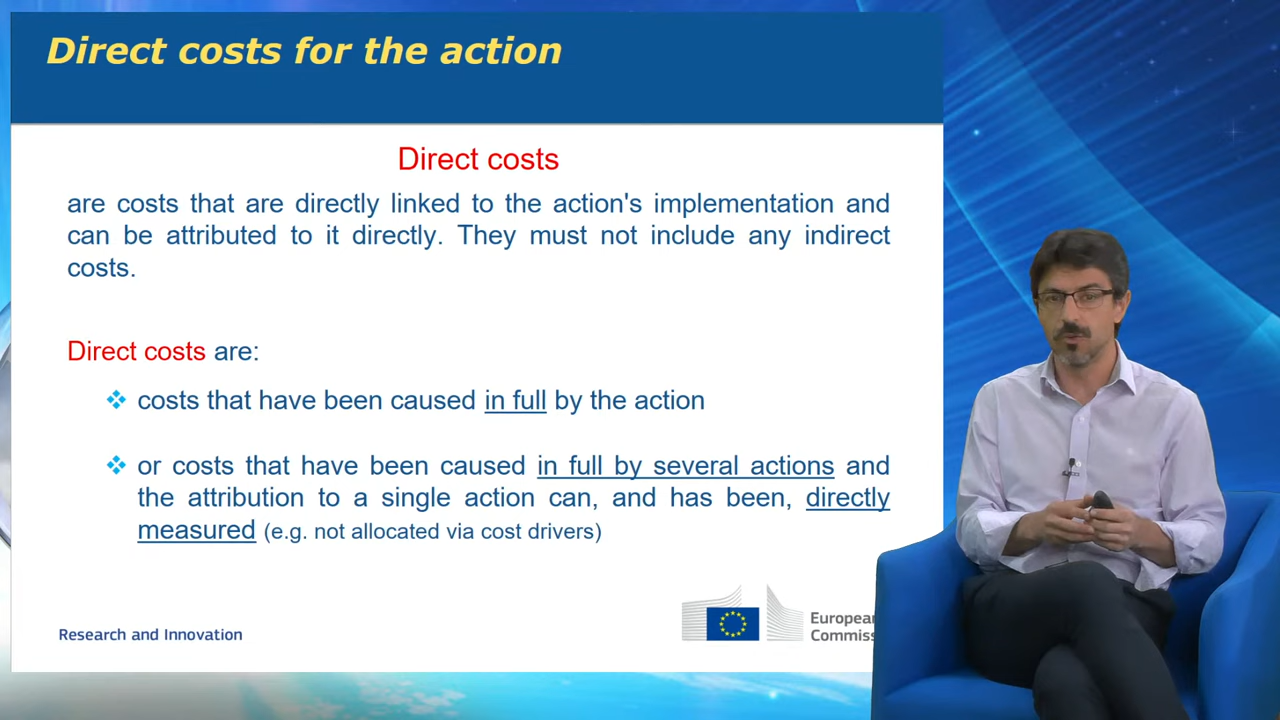 Direct costs for the action
Direct costs
are costs that are directly linked to the action's implementation and
can be attributed to it directly. They must not include any indirect
costs.
Direct costs are:
costs that have been caused in full by the action
or costs that have been caused in full by several actions and
the attribution to a single action can, and has been, directly
measured (e.g. not allocated via cost drivers)
Research and Innovation
European
Commiss